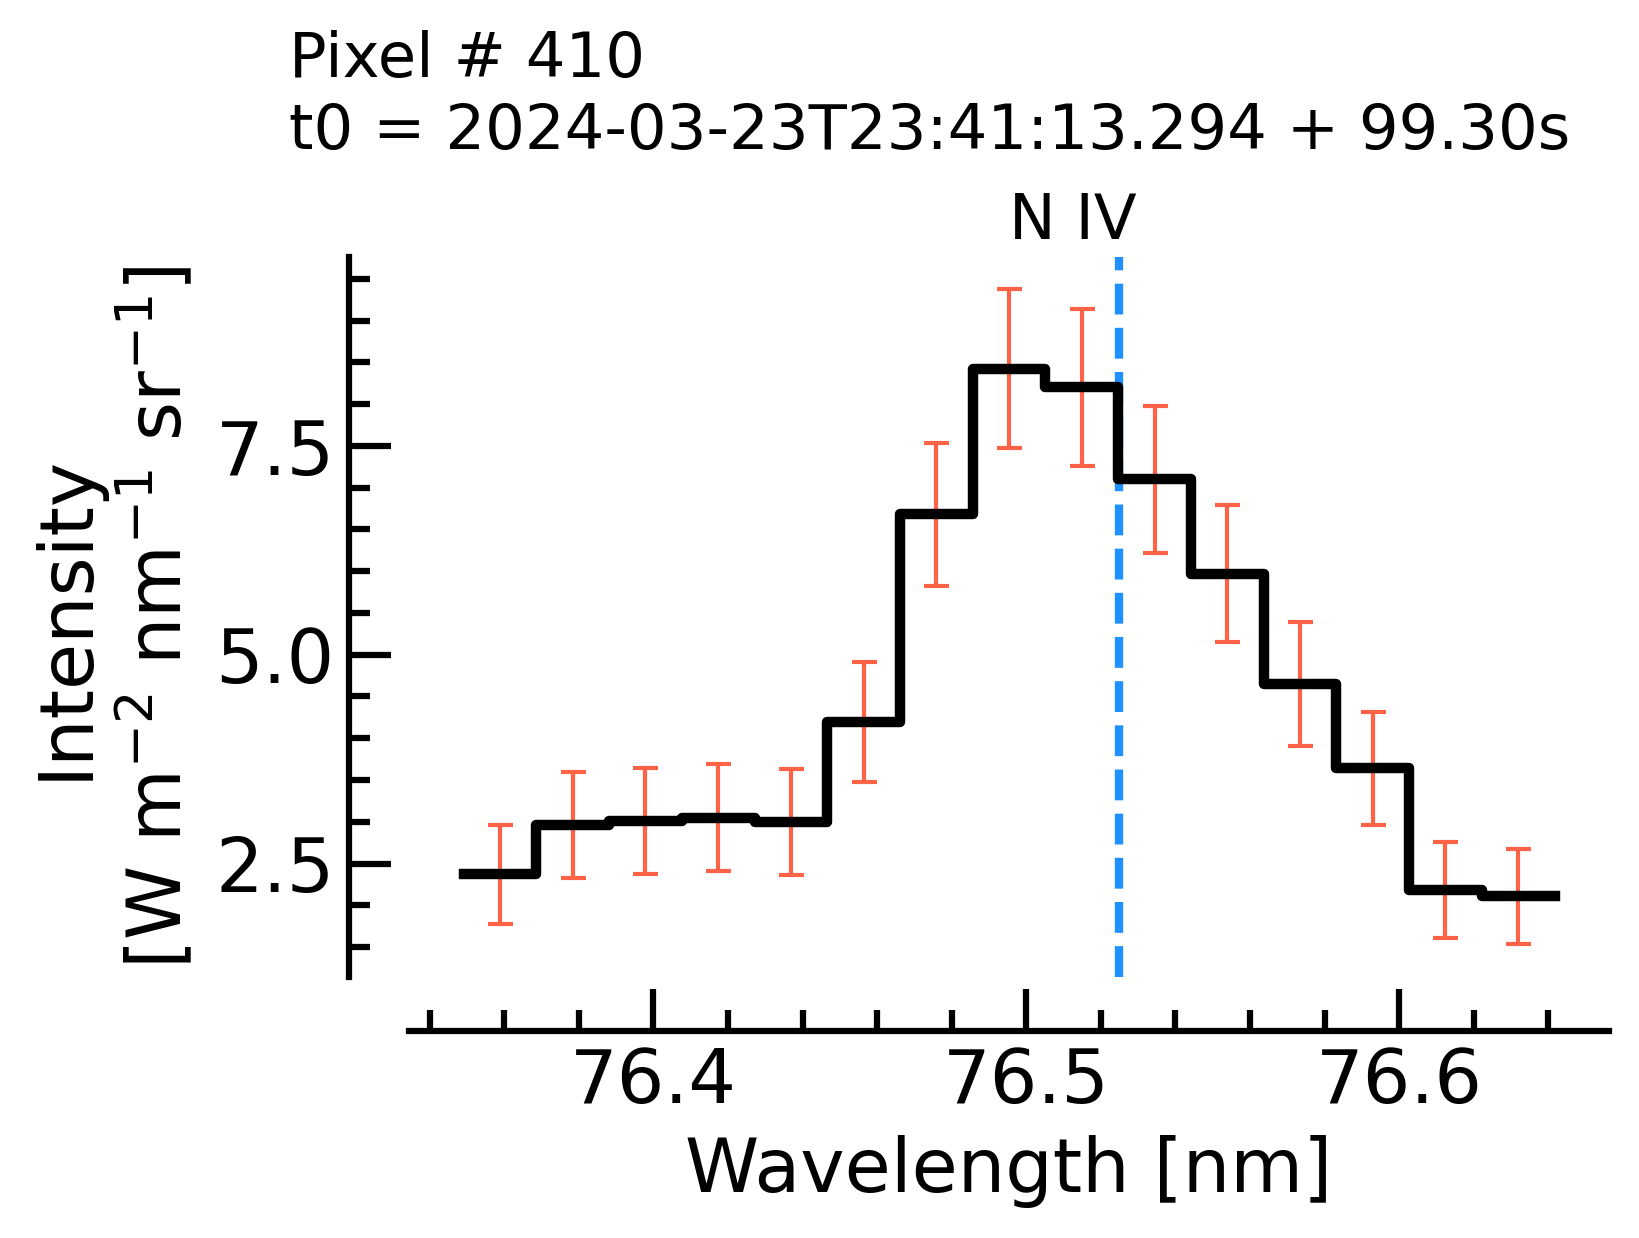 Pixel # 410
t0 = 2024-03-23T23:41:13.294 + 99.30s
N IV
Intensity
[W m⁻² nm⁻¹ sr⁻¹]
7.5
5.0
2.5
76.4 76.5 76.6
Wavelength [nm]